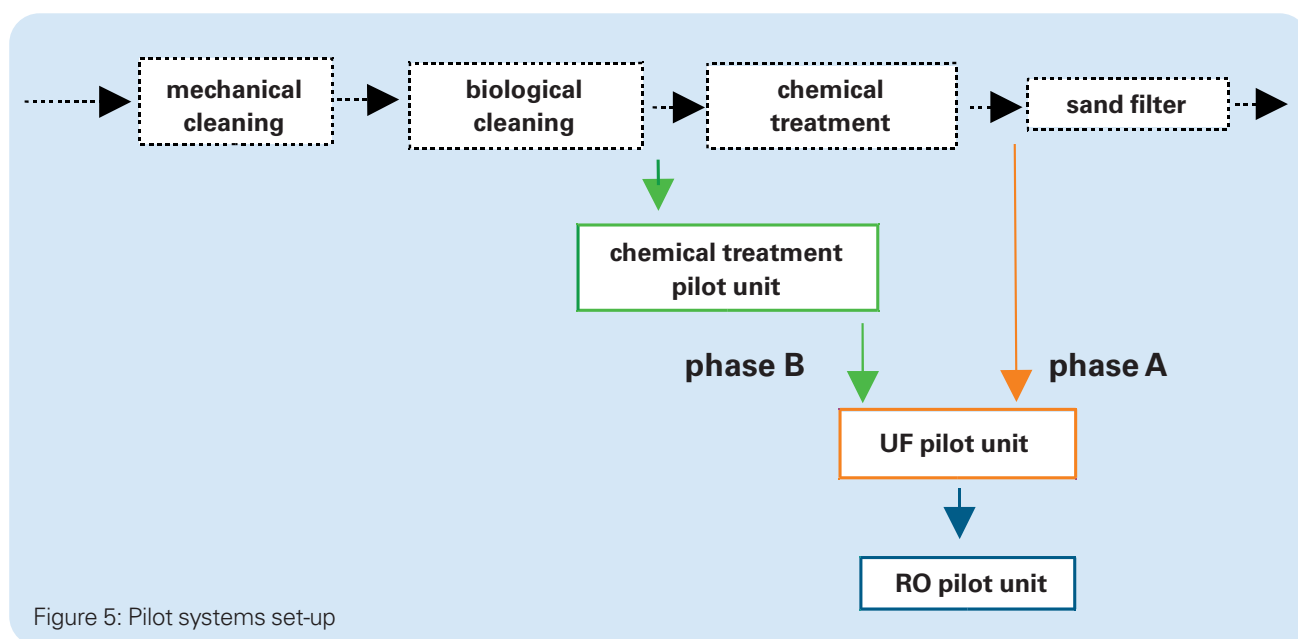 mechanical
cleaning
biological
cleaning
chemical
treatment
sand filter
chemical treatment
pilot unit
phase B
phase A
UF pilot unit
RO pilot unit
Figure 5: Pilot systems set-up